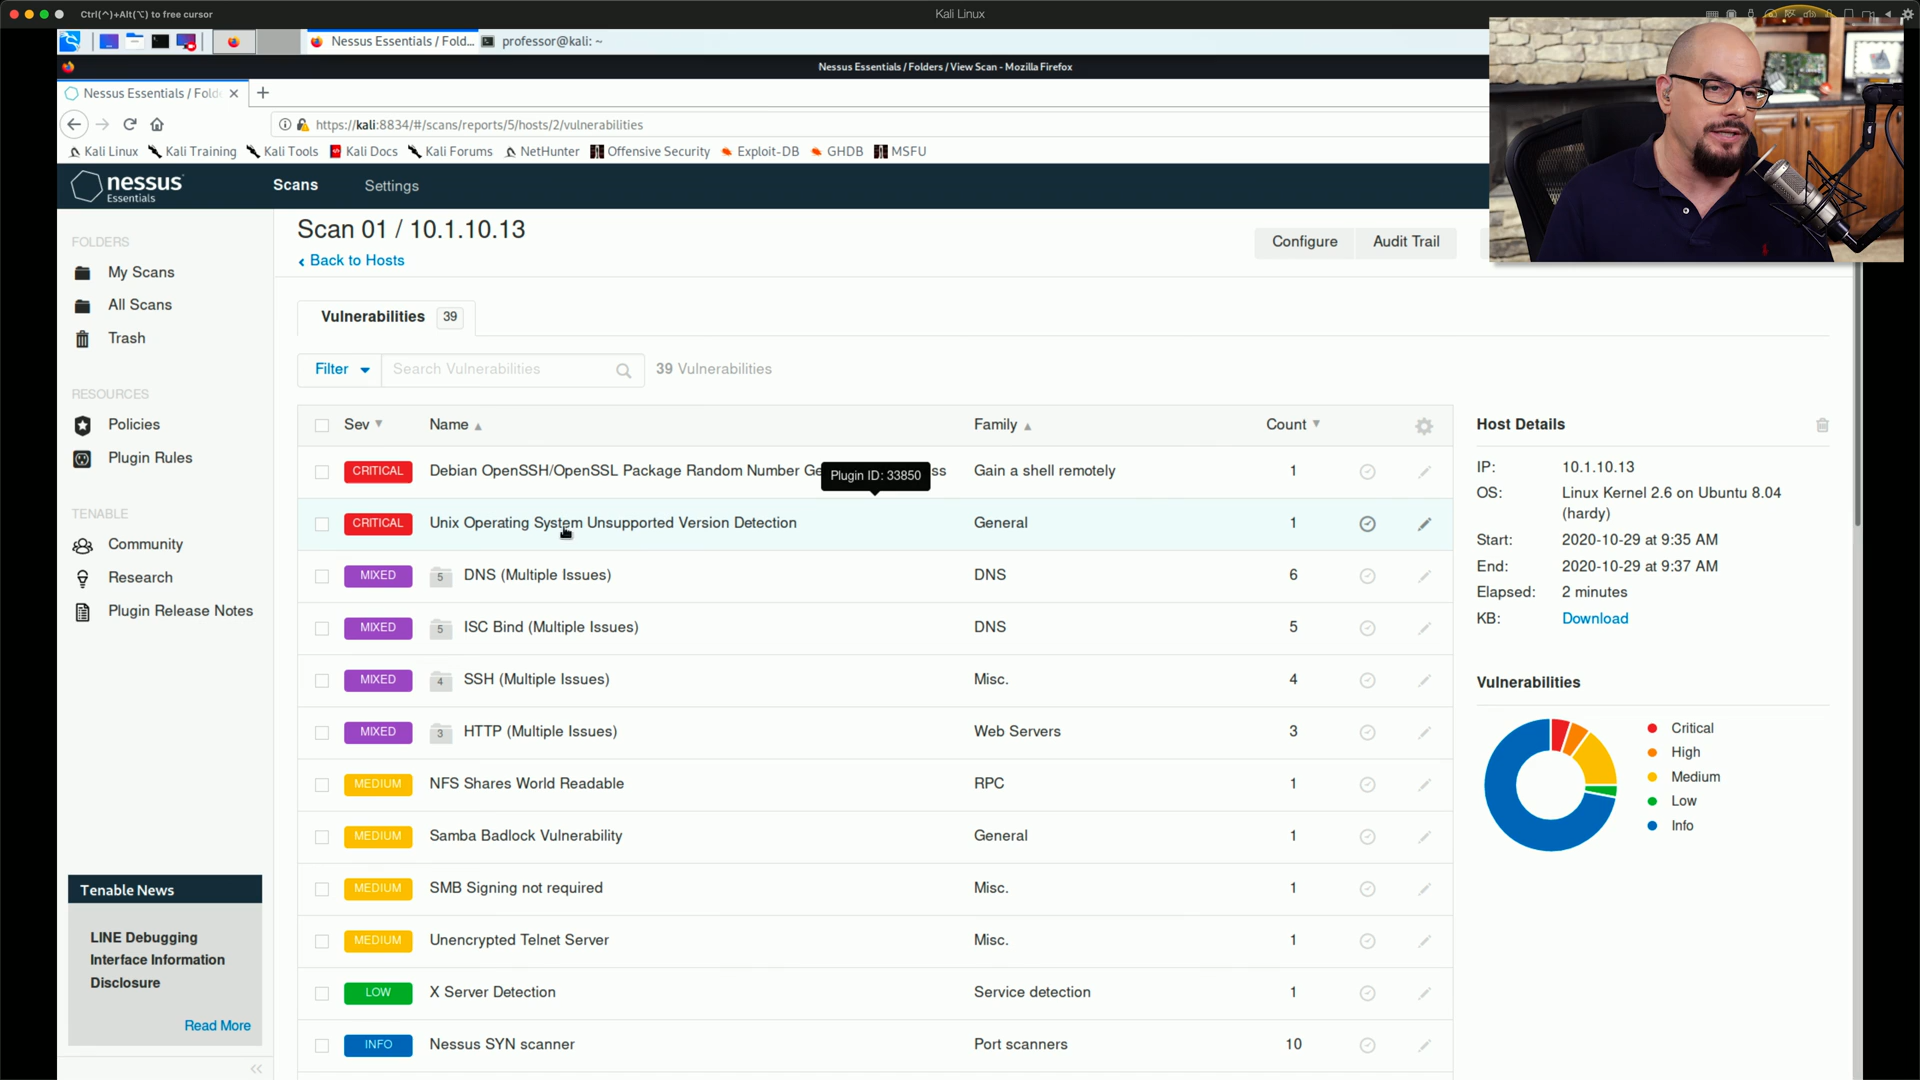 Ctrl(^)+Alt(⌥) to free cursor
Kali Linux
Nessus Essentials / Fold...
professor@kali: ~
Nessus Essentials / Folders / View Scan - Mozilla Firefox
Nessus Essentials / Fold
https://kali:8834/#/scans/reports/5/hosts/2/vulnerabilities
Kali Linux Kali Training Kali Tools Kali Docs Kali Forums NetHunter Offensive Security Exploit-DB GHDB MSFU
nessus
Essentials
Scans
Settings
Scan 01 / 10.1.10.13
Back to Hosts
Configure
Audit Trail
FOLDERS
My Scans
All Scans
Trash
RESOURCES
Policies
Plugin Rules
TENABLE
Community
Research
Plugin Release Notes
Tenable News
LINE Debugging
Interface Information
Disclosure
Read More
Vulnerabilities 39
Filter
Search Vulnerabilities
39 Vulnerabilities
Sev Name Family Count
CRITICAL Debian OpenSSH/OpenSSL Package Random Number Ge ss Gain a shell remotely 1
Plugin ID: 33850
CRITICAL Unix Operating System Unsupported Version Detection General 1
MIXED 5 DNS (Multiple Issues) DNS 6
MIXED 5 ISC Bind (Multiple Issues) DNS 5
MIXED 4 SSH (Multiple Issues) Misc. 4
MIXED 3 HTTP (Multiple Issues) Web Servers 3
MEDIUM NFS Shares World Readable RPC 1
MEDIUM Samba Badlock Vulnerability General 1
MEDIUM SMB Signing not required Misc. 1
MEDIUM Unencrypted Telnet Server Misc. 1
LOW X Server Detection Service detection 1
INFO Nessus SYN scanner Port scanners 10
Host Details
IP: 10.1.10.13
OS: Linux Kernel 2.6 on Ubuntu 8.04
(hardy)
Start: 2020-10-29 at 9:35 AM
End: 2020-10-29 at 9:37 AM
Elapsed: 2 minutes
KB: Download
Vulnerabilities
Critical
High
Medium
Low
Info